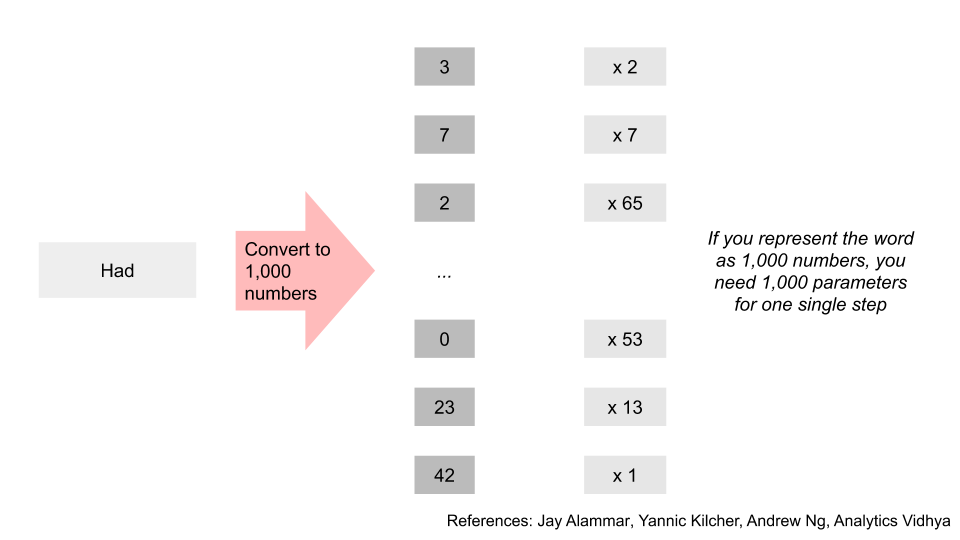 3
x 2
7
x 7
2
x 65
Had
Convert to
1,000
numbers
...
If you represent the word
as 1,000 numbers, you
need 1,000 parameters
for one single step
0
x 53
23
x 13
42
x 1
References: Jay Alammar, Yannic Kilcher, Andrew Ng, Analytics Vidhya